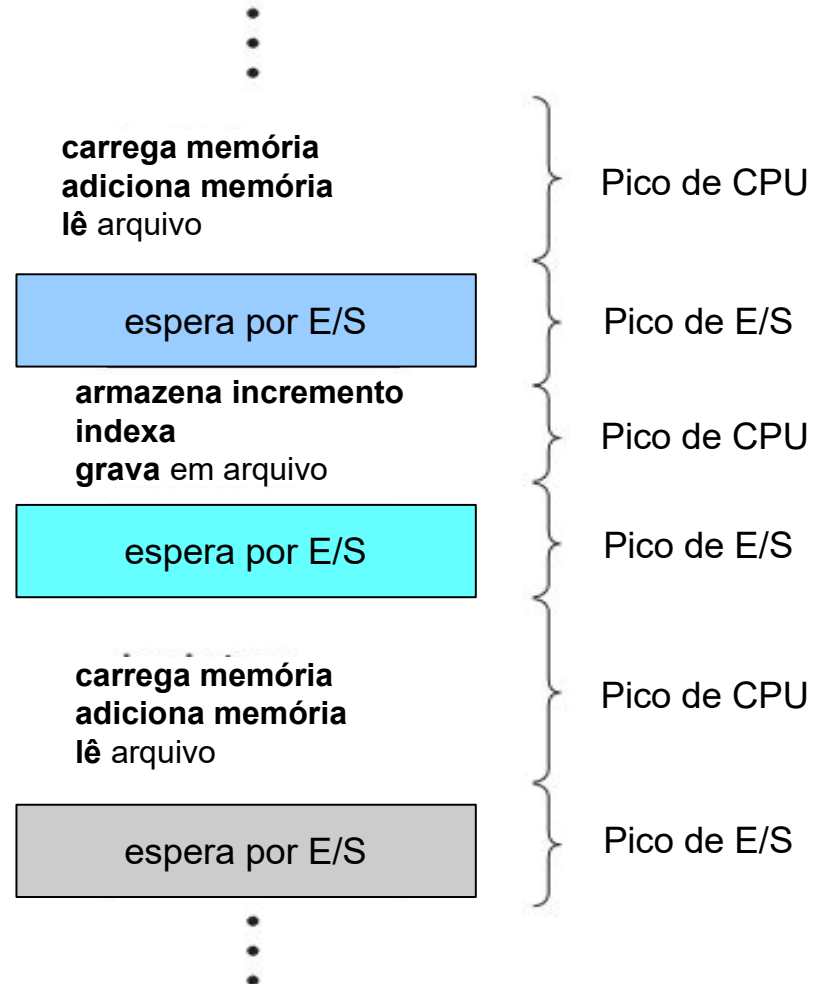 carrega memória
adiciona memória
lê arquivo
Pico de CPU
espera por E/S
Pico de E/S
armazena incremento
indexa
grava em arquivo
Pico de CPU
espera por E/S
Pico de E/S
carrega memória
adiciona memória
lê arquivo
Pico de CPU
espera por E/S
Pico de E/S